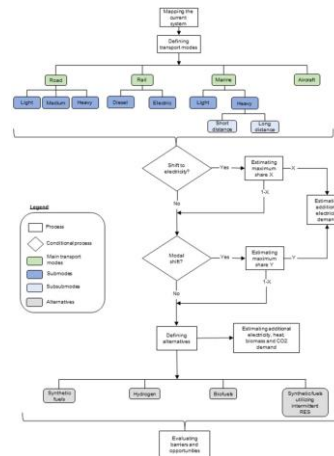 Mapping the
current
system
Defining
transport modes
Road
Rail
Marine
Aircraft
Light
Medium
Heavy
Diesel
Electric
Light
Heavy
Short
distance
Long
distance
Shift to
electricity?
Yes
Estimating
maximum
share X
X
1-X
No
Estimating
additional
electricity
demand
Modal
shift?
Yes
Estimating
maximum
share Y
Y
No
Defining
alternatives
Estimating additional
electricity, heat,
biomass and CO2
demand
Legend
Process
Conditional process
Main transport
modes
Submodes
Subsubmodes
Alternatives
Synthetic
fuels
Hydrogen
Biofuels
Synthetic fuels
utilizing
intermittent
RES
Evaluating
barriers and
opportunities